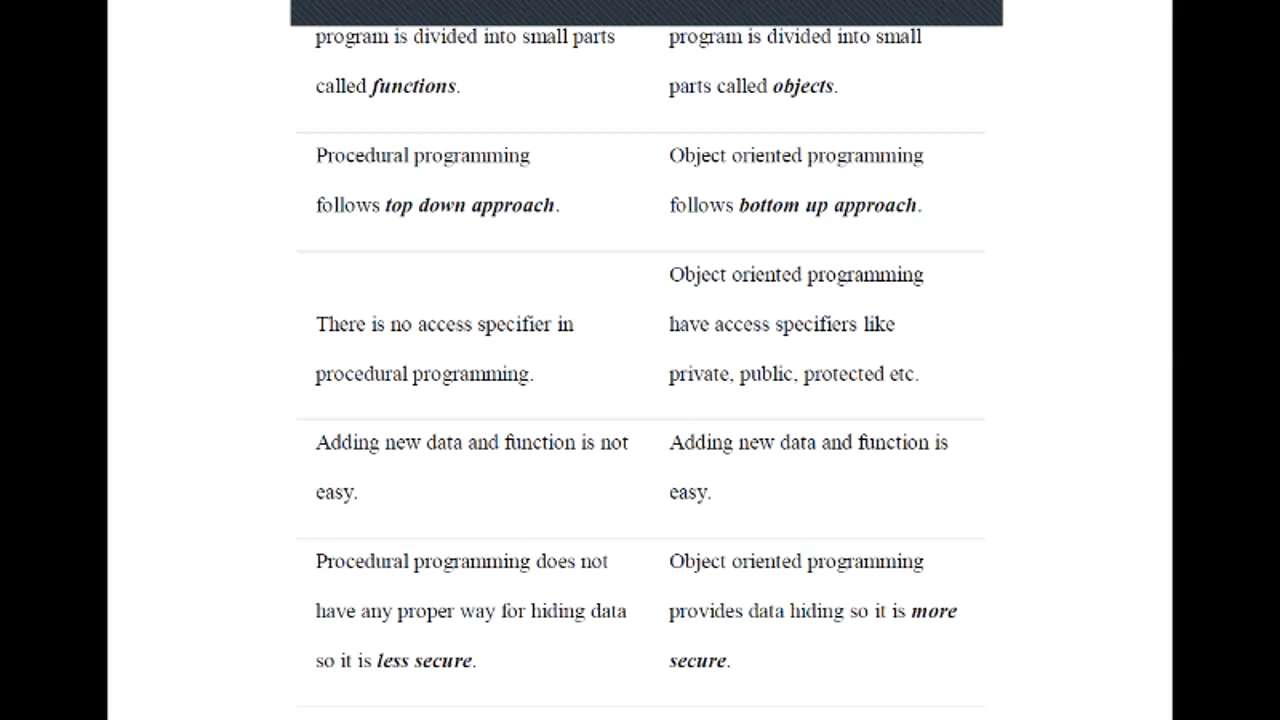 program is divided into small parts
called functions.
program is divided into small
parts called objects.
Procedural programming
follows top down approach.
Object oriented programming
follows bottom up approach.
There is no access specifier in
procedural programming.
Object oriented programming
have access specifiers like
private, public, protected etc.
Adding new data and function is not
easy.
Adding new data and function is
easy.
Procedural programming does not
have any proper way for hiding data
so it is less secure.
Object oriented programming
provides data hiding so it is more
secure.